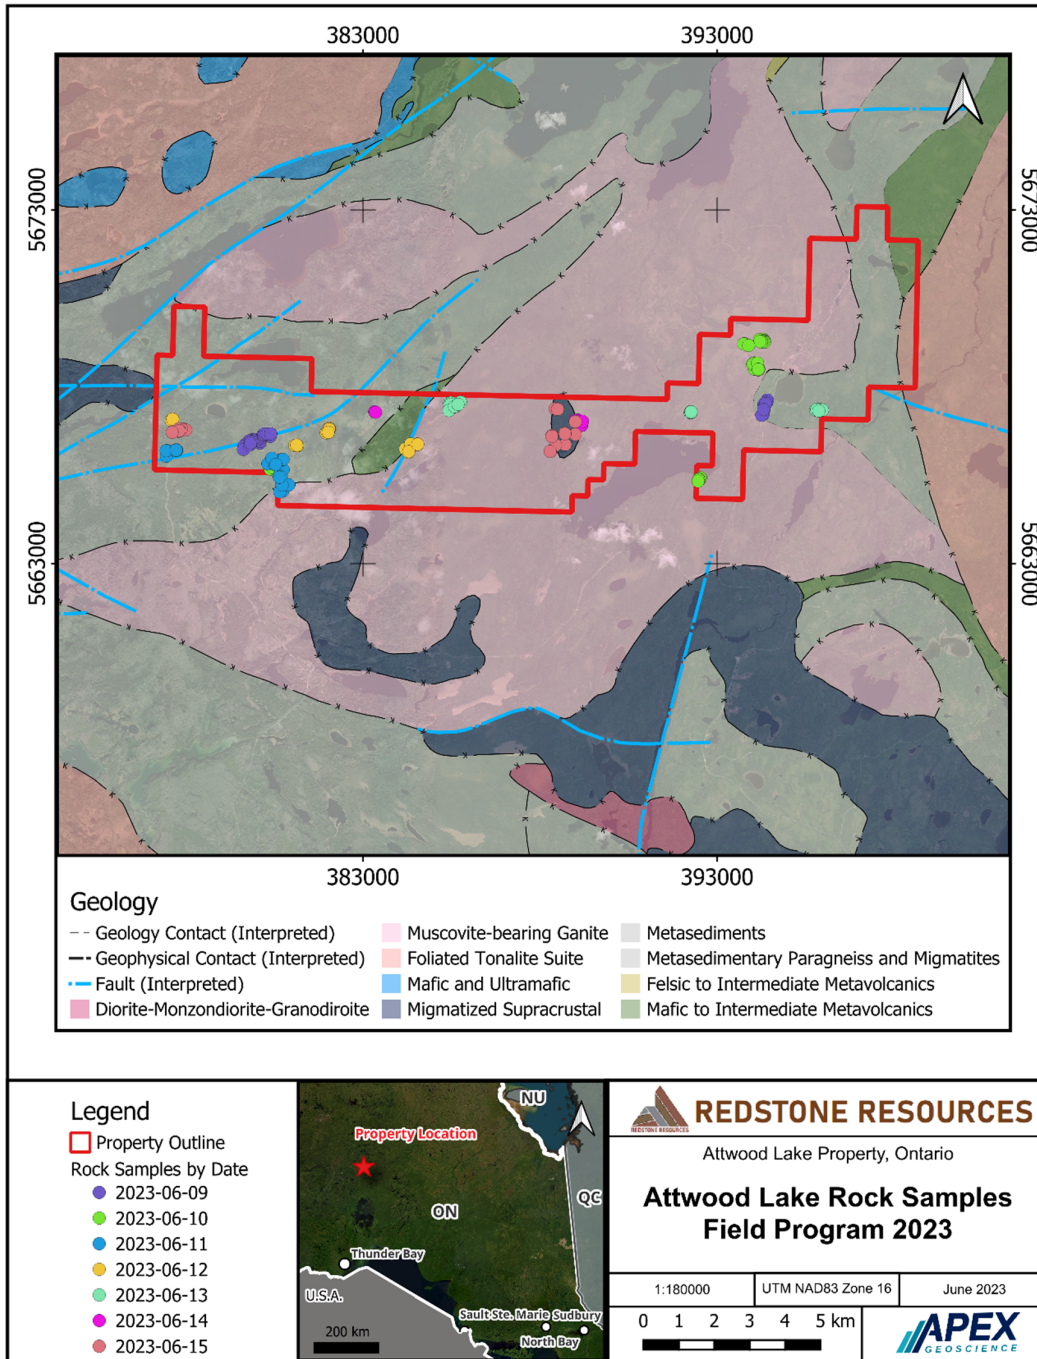 383000
393000
5673000
5673000
5663000
5663000
383000
393000
Geology
Geology Contact (Interpreted)
Geophysical Contact (Interpreted)
Fault (Interpreted)
Diorite-Monzondiorite-Granodiroite
Muscovite-bearing Ganite
Foliated Tonalite Suite
Mafic and Ultramafic
Migmatized Supracrustal
Metasediments
Metasedimentary Paragneiss and Migmatites
Felsic to Intermediate Metavolcanics
Mafic to Intermediate Metavolcanics
Legend
Property Outline
Rock Samples by Date
2023-06-09
2023-06-10
2023-06-11
2023-06-12
2023-06-13
2023-06-14
2023-06-15
NU
Property Location
QC
ON
Thunder Bay
U.S.A.
Sault Ste. Marie
Sudbury
North Bay
200 km
REDSTONE RESOURCES
REDSTONE RESOURCES
Attwood Lake Property, Ontario
Attwood Lake Rock Samples
Field Program 2023
1:180000
UTM NAD83 Zone 16
June 2023
0 1 2 3 4 5 km
APEX
GEOSCIENCE